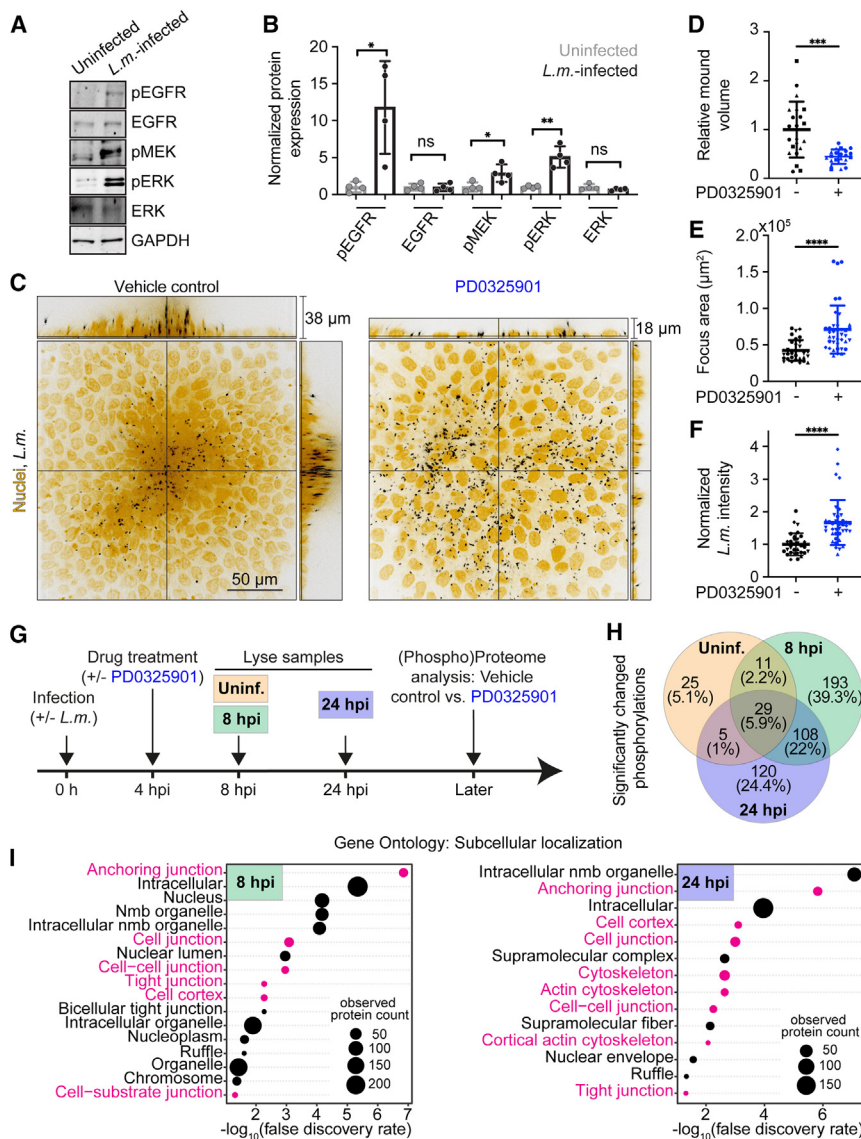 A
Uninfected
L.m.-infected
pEGFR
EGFR
pMEK
pERK
ERK
GAPDH
B
Normalized protein
expression
20
15
10
5
0
Uninfected
L.m.-infected
*
ns
*
**
ns
pEGFR
EGFR
pMEK
pERK
ERK
D
Relative mound
volume
3
2
1
0
***
PD0325901
- +
E
×10⁵
Focus area (µm²)
2.0
1.5
1.0
0.5
0
****
PD0325901
- +
F
Normalized
L.m. intensity
4
3
2
1
0
****
PD0325901
- +
C
Vehicle control
PD0325901
38 µm
18 µm
Nuclei, L.m.
50 µm
G
Drug treatment
(+/- PD0325901)
Lyse samples
(Phospho)Proteome
analysis: Vehicle
control vs. PD0325901
Infection
(+/- L.m.)
Uninf.
8 hpi
24 hpi
0 h
4 hpi
8 hpi
24 hpi
Later
H
Significantly changed
phosphorylations
Uninf.
8 hpi
25
(5.1%)
11
(2.2%)
193
(39.3%)
29
(5.9%)
5
(1%)
108
(22%)
120
(24.4%)
24 hpi
I
Gene Ontology: Subcellular localization
8 hpi
Anchoring junction
Intracellular
Nucleus
Nmb organelle
Intracellular nmb organelle
Cell junction
Nuclear lumen
Cell−cell junction
Tight junction
Cell cortex
Bicellular tight junction
Intracellular organelle
Nucleoplasm
Ruffle
Organelle
Chromosome
Cell−substrate junction
observed
protein count
50
100
150
200
2 3 4 5 6 7
-log₁₀(false discovery rate)
24 hpi
Intracellular nmb organelle
Anchoring junction
Intracellular
Cell cortex
Cell junction
Supramolecular complex
Cytoskeleton
Actin cytoskeleton
Cell−cell junction
Supramolecular fiber
Cortical actin cytoskeleton
Nuclear envelope
Ruffle
Tight junction
observed
protein count
50
100
150
2 4 6
-log₁₀(false discovery rate)